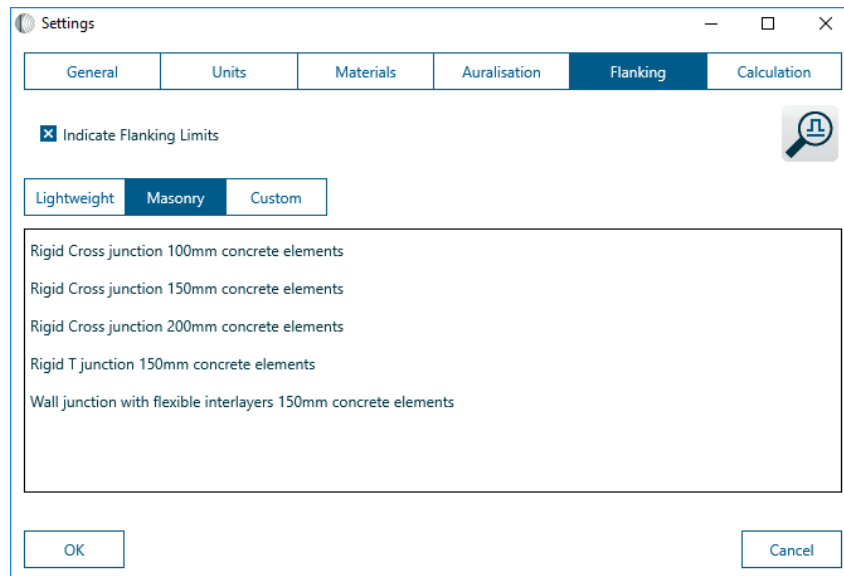 Settings
General Units Materials Auralisation Flanking Calculation
Indicate Flanking Limits
Lightweight Masonry Custom
Rigid Cross junction 100mm concrete elements
Rigid Cross junction 150mm concrete elements
Rigid Cross junction 200mm concrete elements
Rigid T junction 150mm concrete elements
Wall junction with flexible interlayers 150mm concrete elements
OK Cancel